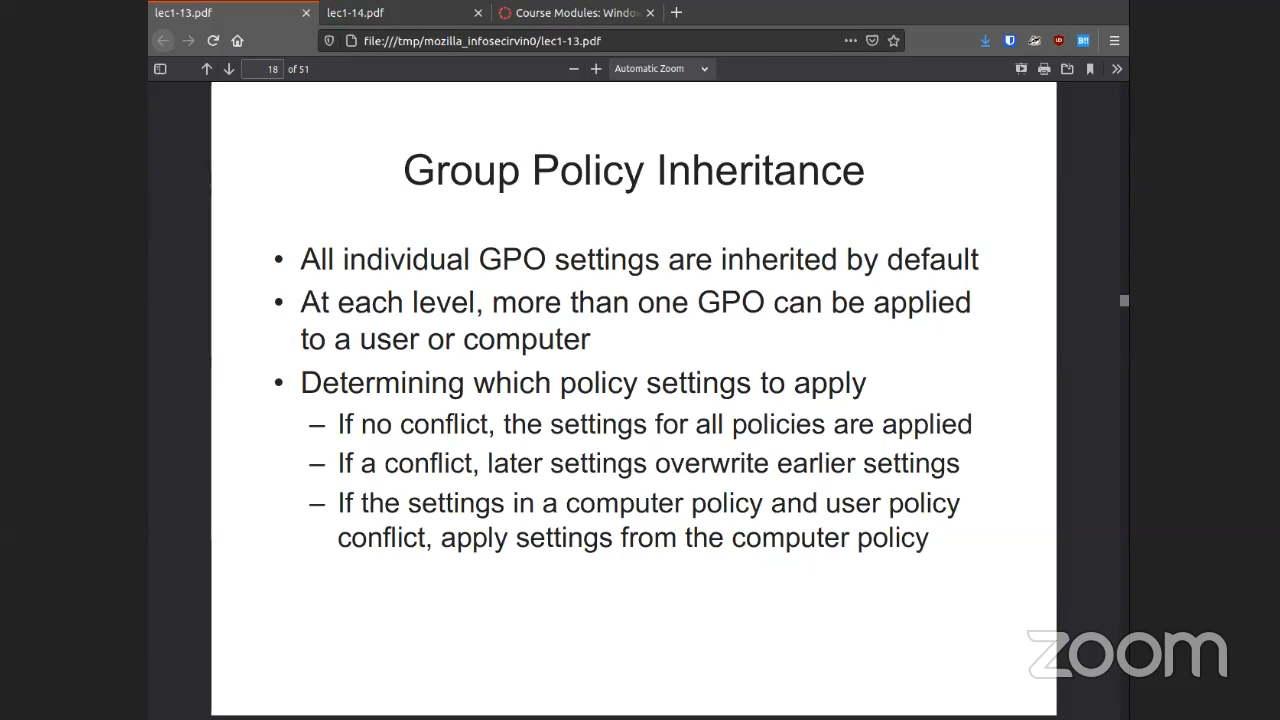 lec1-13.pdf
lec1-14.pdf
Course Modules: Windo
file:///tmp/mozilla_infosecirvin0/lec1-13.pdf
18 of 51
Automatic Zoom
Group Policy Inheritance
• All individual GPO settings are inherited by default
• At each level, more than one GPO can be applied
to a user or computer
• Determining which policy settings to apply
– If no conflict, the settings for all policies are applied
– If a conflict, later settings overwrite earlier settings
– If the settings in a computer policy and user policy
conflict, apply settings from the computer policy
zoom